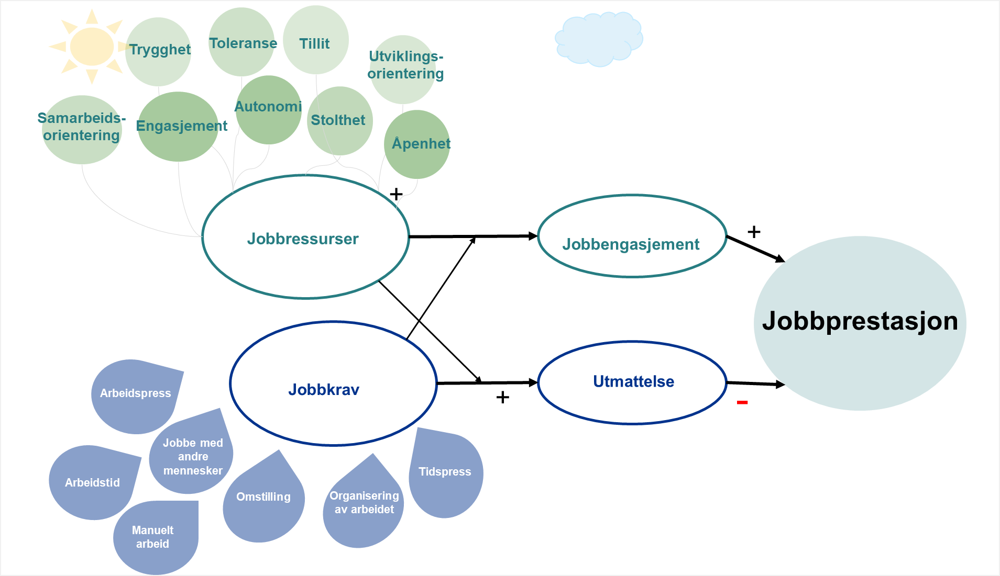 Trygghet
Toleranse
Tillit
Utviklings-
orientering
Samarbeids-
orientering
Engasjement
Autonomi
Stolthet
Åpenhet
+
Jobbressurser
Jobbengasjement
+
Jobbprestasjon
Jobbkrav
+
Utmattelse
-
Arbeidspress
Jobbe med
andre
mennesker
Arbeidstid
Manuelt
arbeid
Omstilling
Organisering
av arbeidet
Tidspress